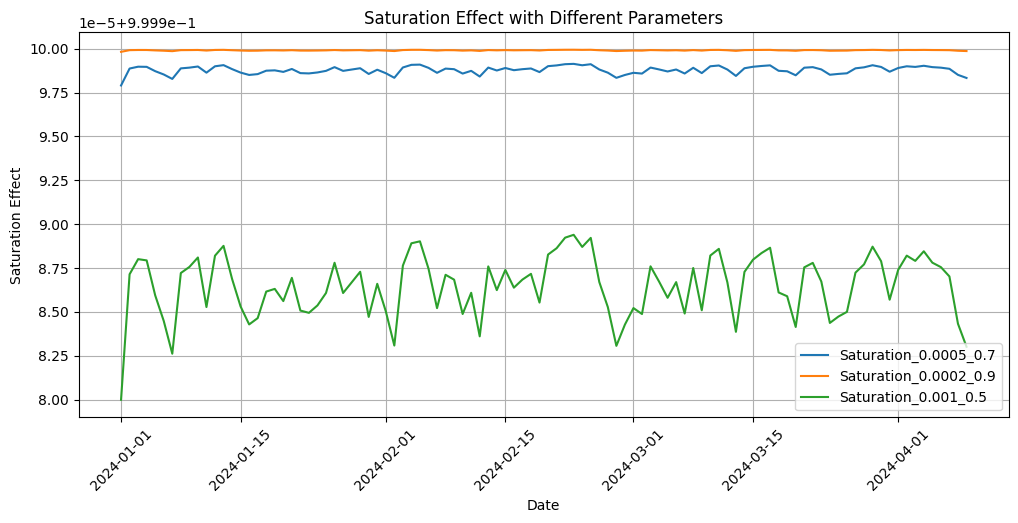 Saturation Effect with Different Parameters
1e-5+9.999e-1
10.00
9.75
9.50
9.25
9.00
8.75
8.50
8.25
8.00
Saturation Effect
Saturation_0.0005_0.7
Saturation_0.0002_0.9
Saturation_0.001_0.5
2024-01-01
2024-01-15
2024-02-01
2024-02-15
2024-03-01
2024-03-15
2024-04-01
Date